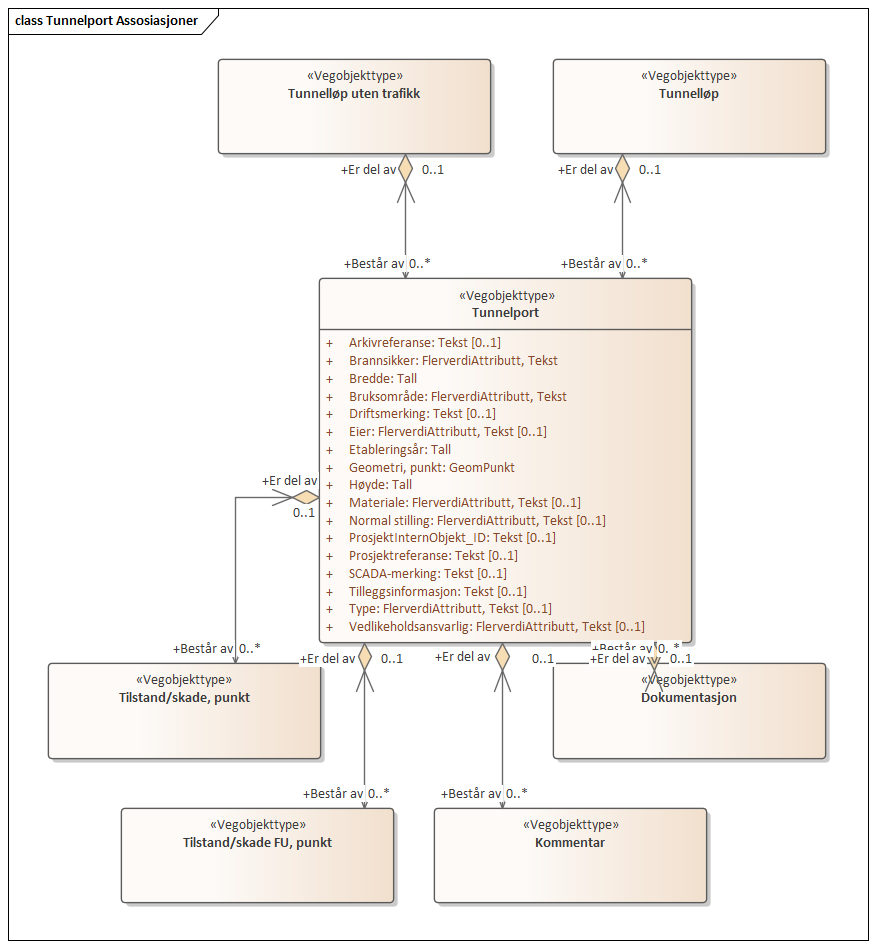 class Tunnelport Assosiasjoner
«Vegobjekttype»
Tunnelløp uten trafikk
«Vegobjekttype»
Tunnelløp
+Er del av
0..1
+Er del av
0..1
+Består av 0..*
+Består av 0..*
«Vegobjekttype»
Tunnelport
+ Arkivreferanse: Tekst [0..1]
+ Brannsikker: FlerverdiAttributt, Tekst
+ Bredde: Tall
+ Bruksområde: FlerverdiAttributt, Tekst
+ Driftsmerking: Tekst [0..1]
+ Eier: FlerverdiAttributt, Tekst [0..1]
+ Etableringsår: Tall
+ Geometri, punkt: GeomPunkt
+ Høyde: Tall
+ Materiale: FlerverdiAttributt, Tekst [0..1]
+ Normal stilling: FlerverdiAttributt, Tekst [0..1]
+ ProsjektInternObjekt_ID: Tekst [0..1]
+ Prosjektreferanse: Tekst [0..1]
+ SCADA-merking: Tekst [0..1]
+ Tilleggsinformasjon: Tekst [0..1]
+ Type: FlerverdiAttributt, Tekst [0..1]
+ Vedlikeholdsansvarlig: FlerverdiAttributt, Tekst [0..1]
+Er del av
0..1
+Består av 0..*
+Er del av
0..1
+Er del av
0..1
+Består av 0..*
+Er del av
0..1
«Vegobjekttype»
Tilstand/skade, punkt
«Vegobjekttype»
Dokumentasjon
+Består av 0..*
+Består av 0..*
«Vegobjekttype»
Tilstand/skade FU, punkt
«Vegobjekttype»
Kommentar